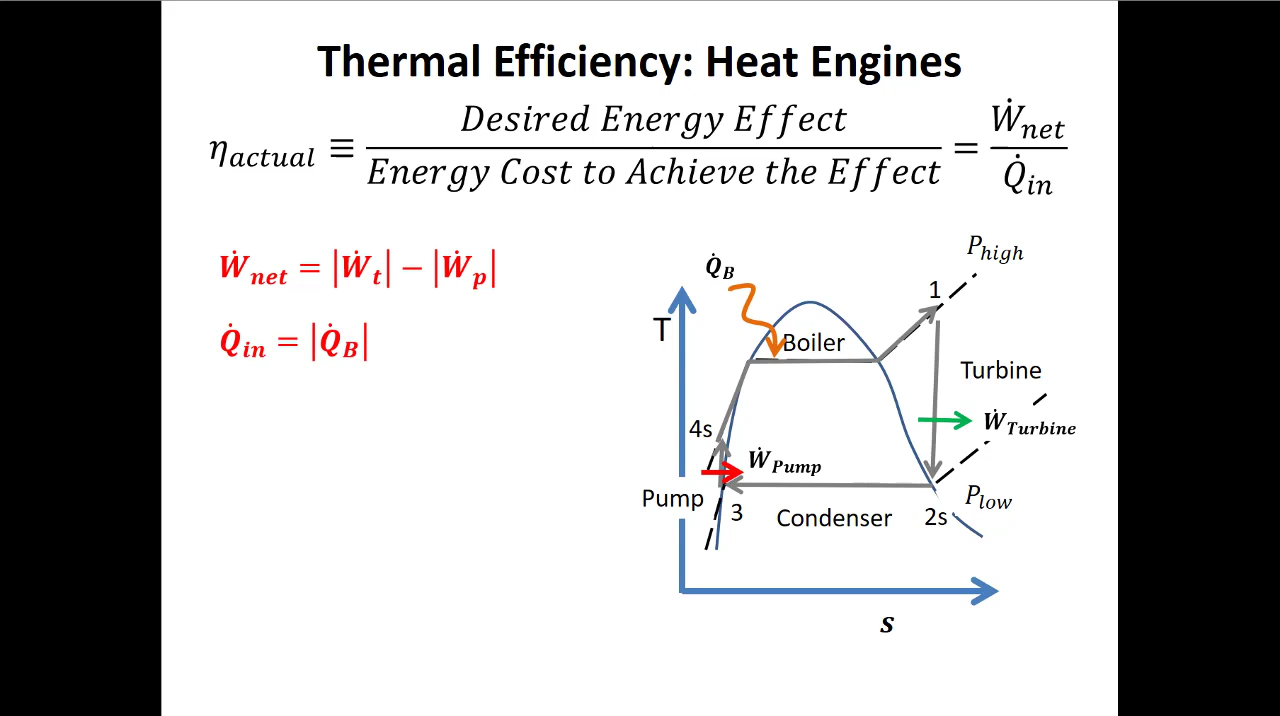 Thermal Efficiency: Heat Engines
η_actual ≡ Desired Energy Effect / Energy Cost to Achieve the Effect = Ẇ_net / Q̇_in
Ẇ_net = |Ẇ_t| − |Ẇ_p|
Q̇_in = |Q̇_B|
P_high
Q̇_B
1
T
Boiler
Turbine
4s
Ẇ_Turbine
Ẇ_Pump
Pump
3
Condenser
2s
P_low
s